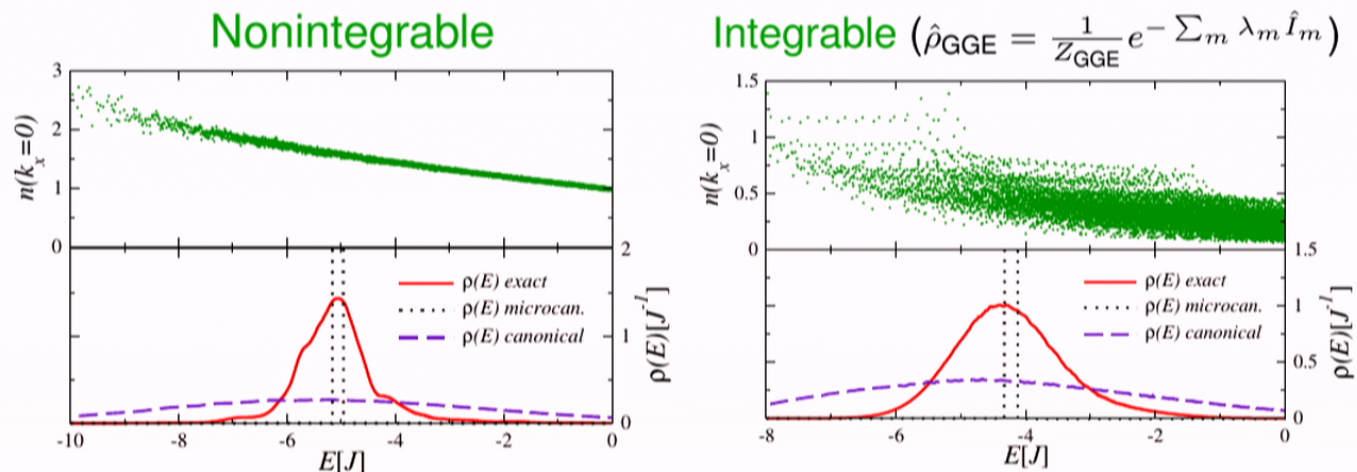 Nonintegrable
Integrable (ρ̂GGE = 1/ZGGE e^(- Σm λm Îm))
3
2
1
0
n(kx=0)
2
1
0
ρ(E)[J⁻¹]
ρ(E) exact
ρ(E) microcan.
ρ(E) canonical
-10 -8 -6 -4 -2 0
E[J]
1.5
1
0.5
0
n(kx=0)
1.5
1
0.5
0
ρ(E)[J⁻¹]
ρ(E) exact
ρ(E) microcan.
ρ(E) canonical
-8 -6 -4 -2 0
E[J]